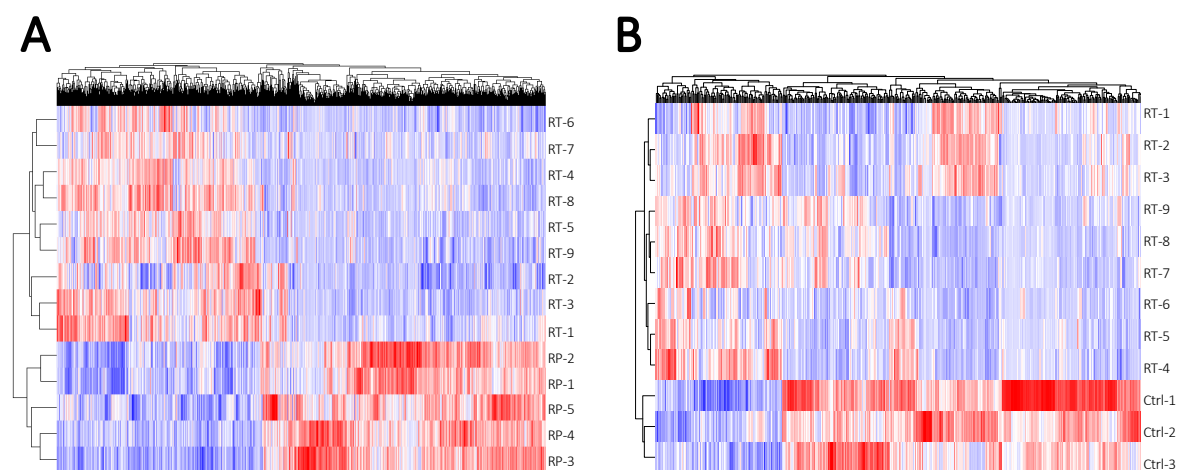 A
RT-6
RT-7
RT-4
RT-8
RT-5
RT-9
RT-2
RT-3
RT-1
RP-2
RP-1
RP-5
RP-4
RP-3
B
RT-1
RT-2
RT-3
RT-9
RT-8
RT-7
RT-6
RT-5
RT-4
Ctrl-1
Ctrl-2
Ctrl-3